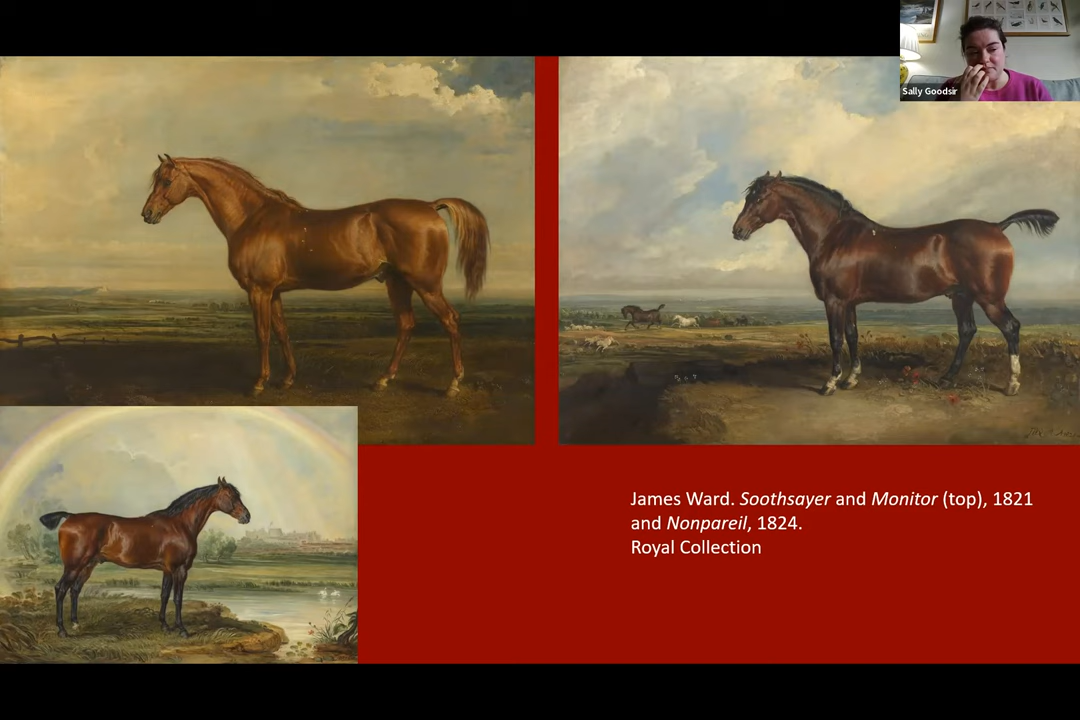 Sally Goodsir
James Ward. Soothsayer and Monitor (top), 1821
and Nonpareil, 1824.
Royal Collection